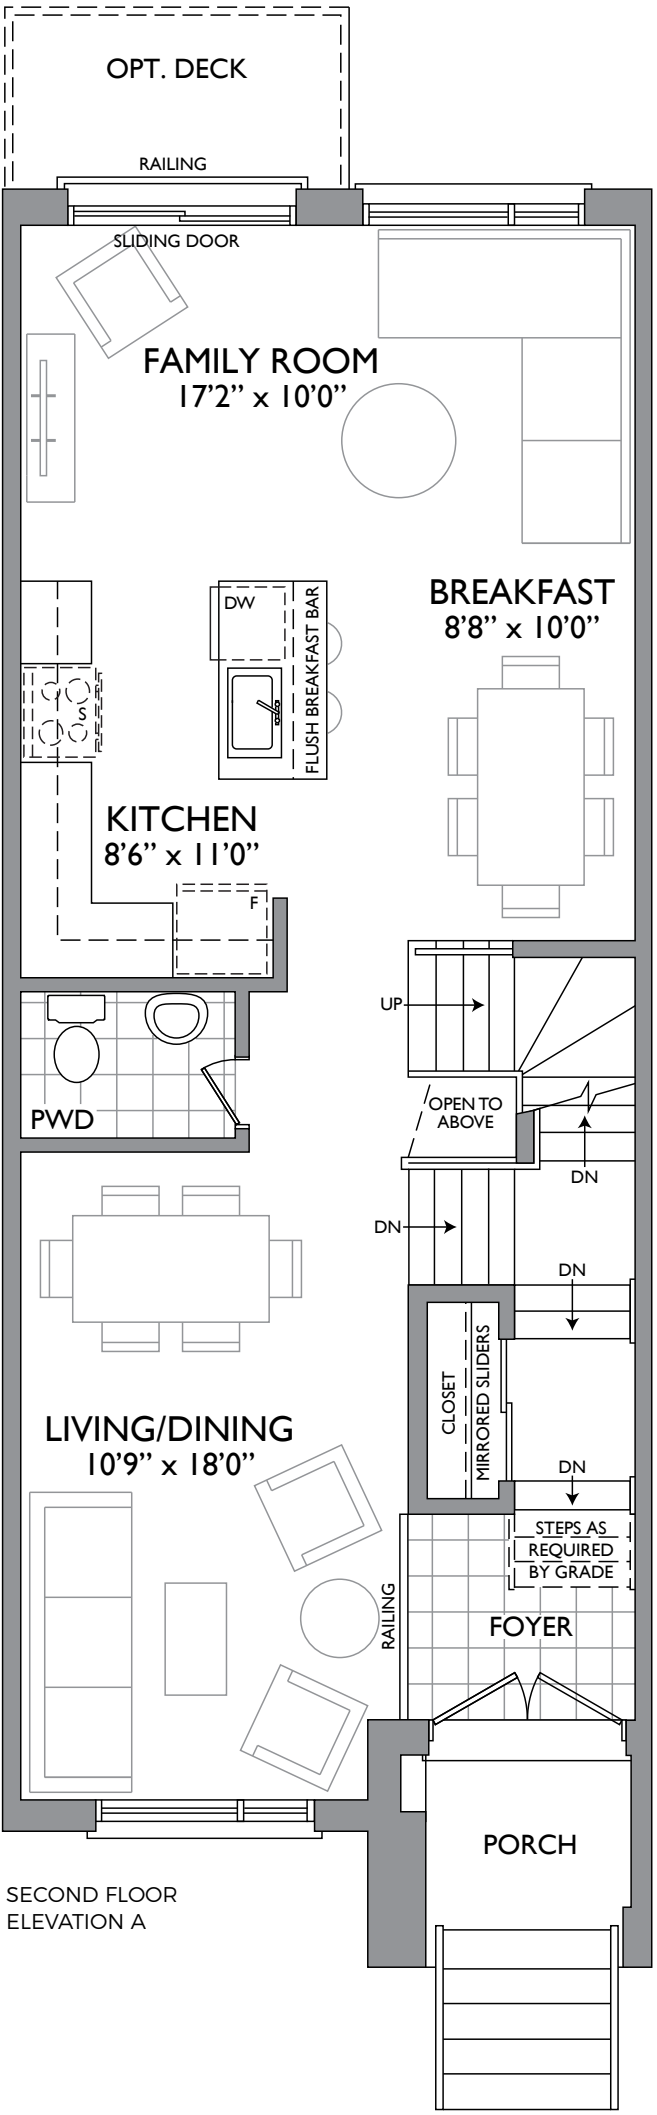 OPT. DECK
RAILING
SLIDING DOOR
FAMILY ROOM
17'2” x 10'0”
BREAKFAST
8'8” x 10'0”
DW
FLUSH BREAKFAST BAR
S
KITCHEN
8'6” x 11'0”
F
UP
OPEN TO
ABOVE
PWD
DN
DN
DN
CLOSET
MIRRORED SLIDERS
LIVING/DINING
10'9” x 18'0”
DN
STEPS AS
REQUIRED
BY GRADE
RAILING
FOYER
PORCH
SECOND FLOOR
ELEVATION A